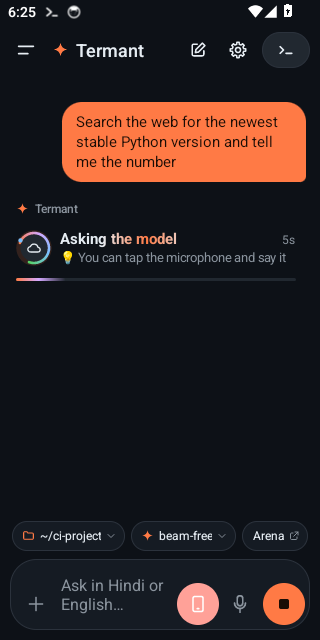 6:25
Termant
Search the web for the newest
stable Python version and tell
me the number
Termant
Asking the model 5s
💡 You can tap the microphone and say it
~/ci-project
beam-free
Arena
Ask in Hindi or
English...